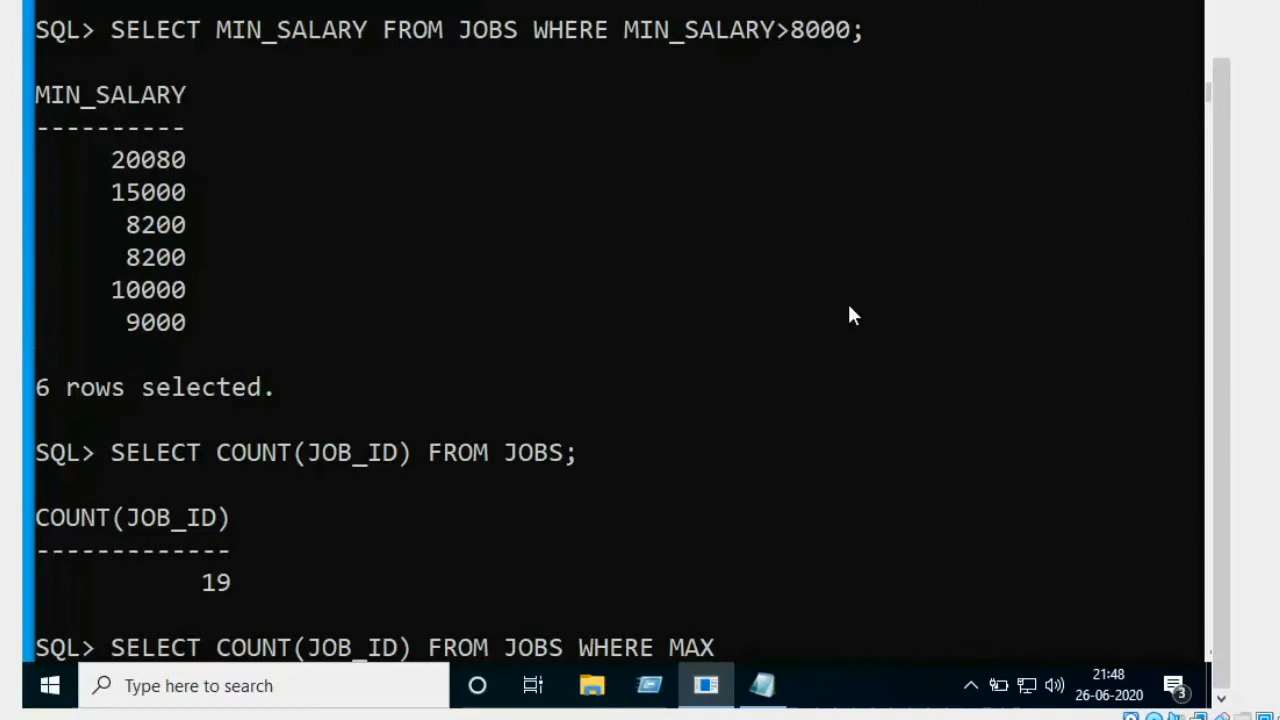 SQL> SELECT MIN_SALARY FROM JOBS WHERE MIN_SALARY>8000;
MIN_SALARY
----------
20080
15000
8200
8200
10000
9000
6 rows selected.
SQL> SELECT COUNT(JOB_ID) FROM JOBS;
COUNT(JOB_ID)
-------------
19
SQL> SELECT COUNT(JOB_ID) FROM JOBS WHERE MAX
Type here to search
21:48
26-06-2020
3